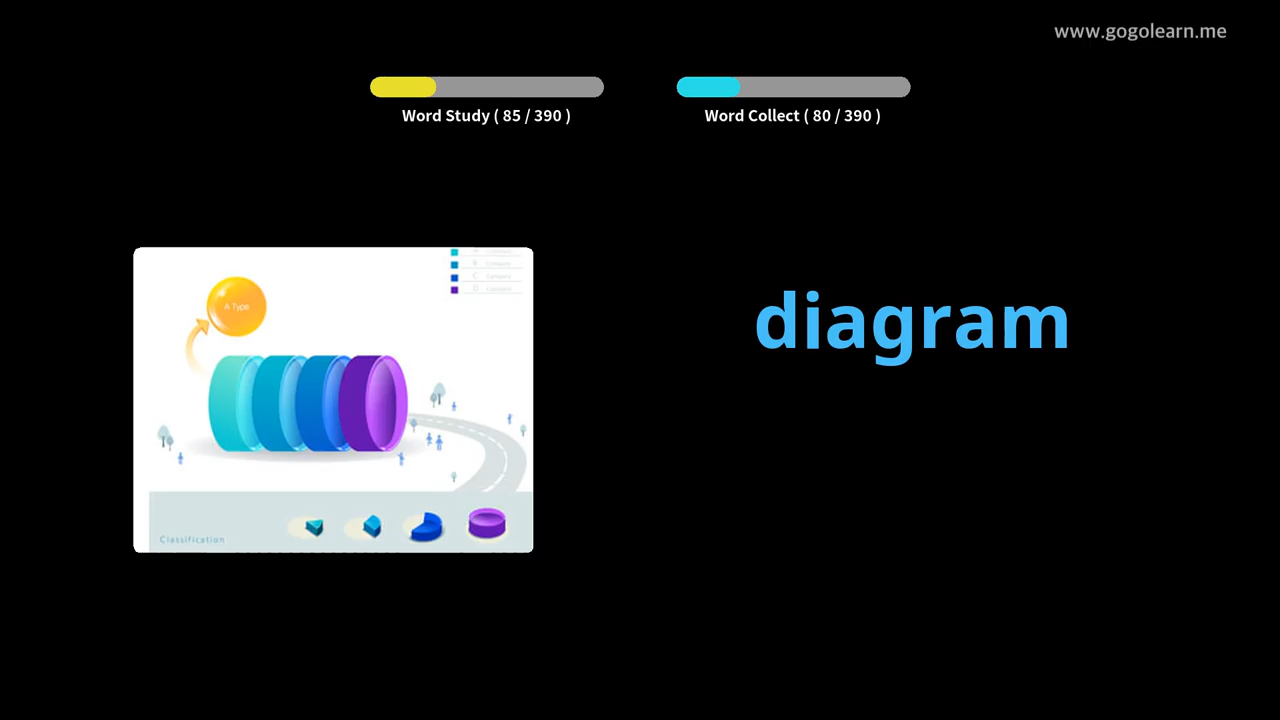 www.gogolearn.me
Word Study ( 85 / 390 )
Word Collect ( 80 / 390 )
diagram
A Type
C
D
Classification